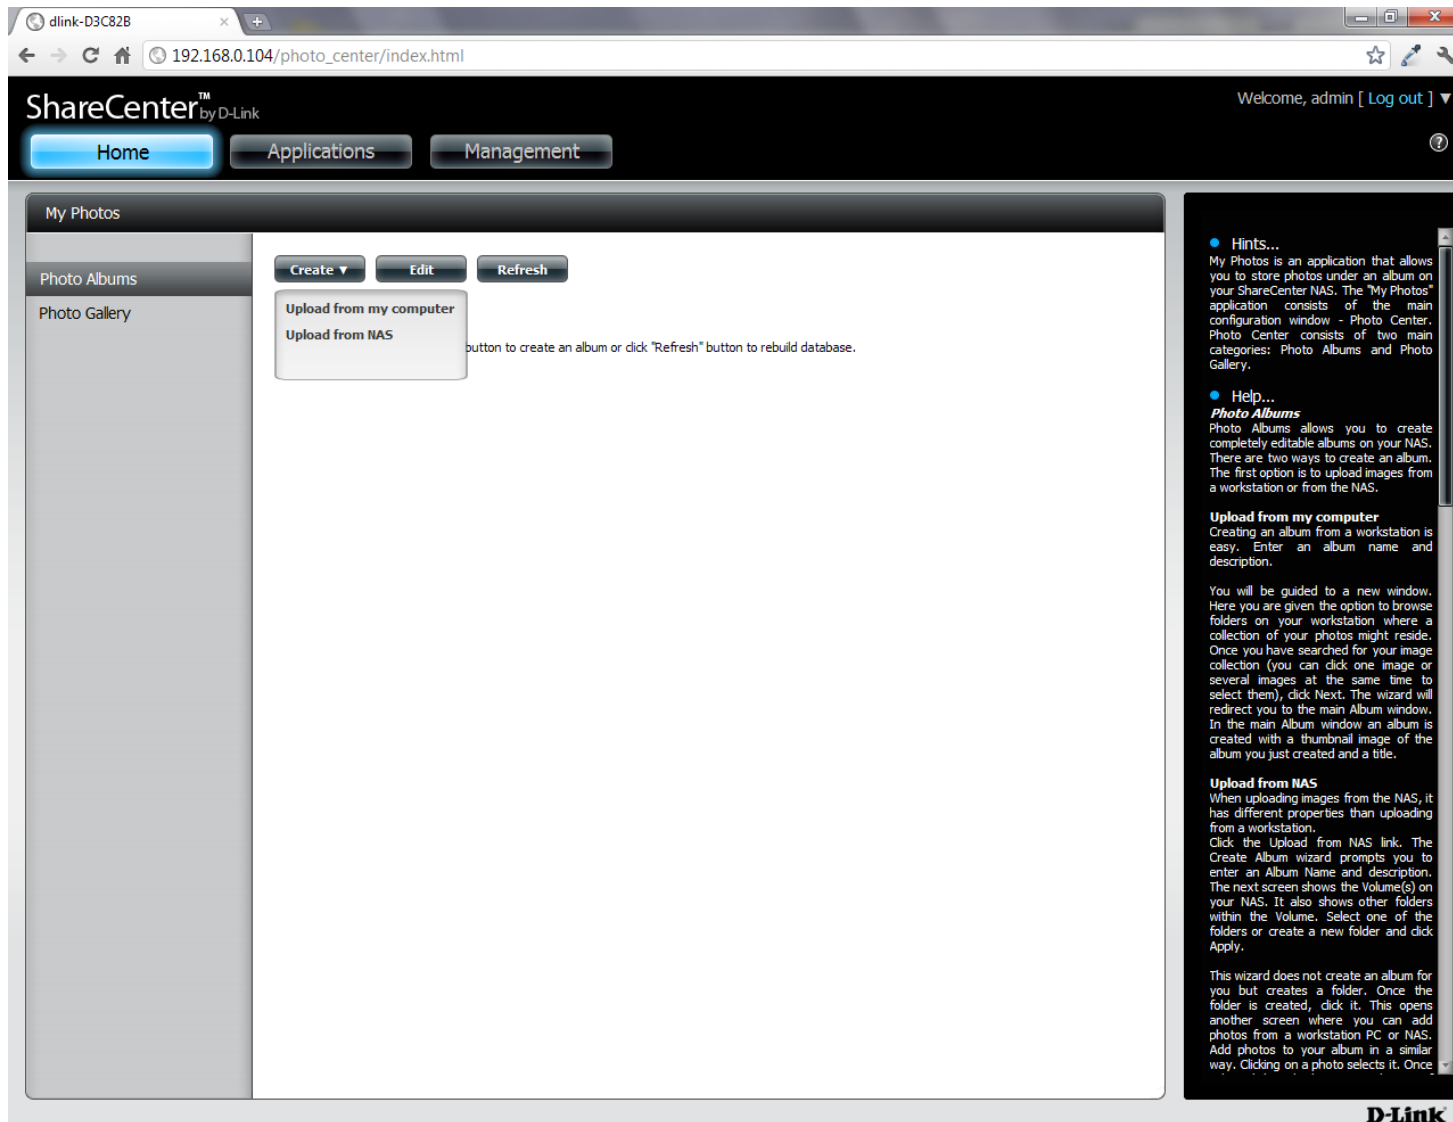 dlink-D3C82B
192.168.0.104/photo_center/index.html
ShareCenter™ by D-Link
Welcome, admin [ Log out ] ▼
Home
Applications
Management
My Photos
Photo Albums
Photo Gallery
Create ▼
Edit
Refresh
Upload from my computer
Upload from NAS
button to create an album or click "Refresh" button to rebuild database.
Hints...
My Photos is an application that allows
you to store photos under an album on
your ShareCenter NAS. The "My Photos"
application consists of the main
configuration window - Photo Center.
Photo Center consists of two main
categories: Photo Albums and Photo
Gallery.
Help...
Photo Albums
Photo Albums allows you to create
completely editable albums on your NAS.
There are two ways to create an album.
The first option is to upload images from
a workstation or from the NAS.
Upload from my computer
Creating an album from a workstation is
easy. Enter an album name and
description.
You will be guided to a new window.
Here you are given the option to browse
folders on your workstation where a
collection of your photos might reside.
Once you have searched for your image
collection (you can click one image or
several images at the same time to
select them), click Next. The wizard will
redirect you to the main Album window.
In the main Album window an album is
created with a thumbnail image of the
album you just created and a title.
Upload from NAS
When uploading images from the NAS, it
has different properties than uploading
from a workstation.
Click the Upload from NAS link. The
Create Album wizard prompts you to
enter an Album Name and description.
The next screen shows the Volume(s) on
your NAS. It also shows other folders
within the Volume. Select one of the
folders or create a new folder and click
Apply.
This wizard does not create an album for
you but creates a folder. Once the
folder is created, click it. This opens
another screen where you can add
photos from a workstation PC or NAS.
Add photos to your album in a similar
way. Clicking on a photo selects it. Once
D-Link